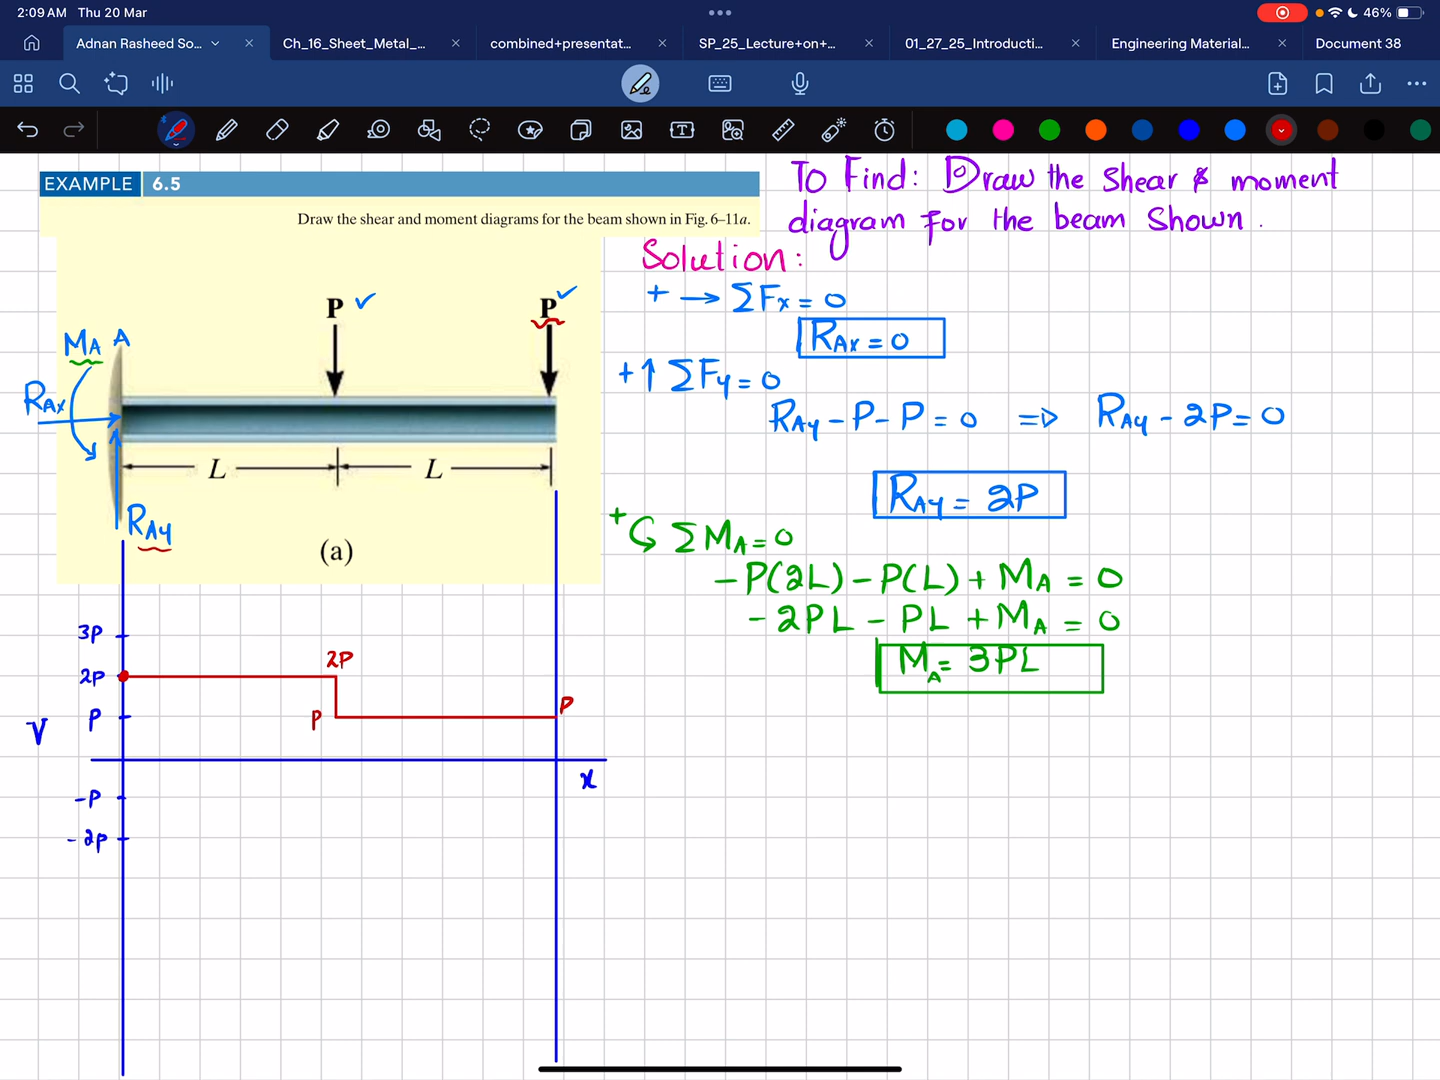 2:09 AM Thu 20 Mar
46%
Adnan Rasheed So...
Ch_16_Sheet_Metal_...
combined+presentat...
SP_25_Lecture+on+...
01_27_25_Introducti...
Engineering Material...
Document 38
EXAMPLE 6.5
Draw the shear and moment diagrams for the beam shown in Fig. 6–11a.
To Find: Draw the Shear & moment
diagram for the beam Shown.
Solution:
+ → ΣFx = 0
RAx = 0
+↑ ΣFy = 0
RAy - P - P = 0 => RAy - 2P = 0
RAy = 2P
+ ↺ ΣMA = 0
-P(2L) - P(L) + MA = 0
-2PL - PL + MA = 0
MA = 3PL
P ✓
P ✓
MA A
RAx
L
L
RAy
(a)
3P
2P
2P
P
P
P
V
x
-P
-2P